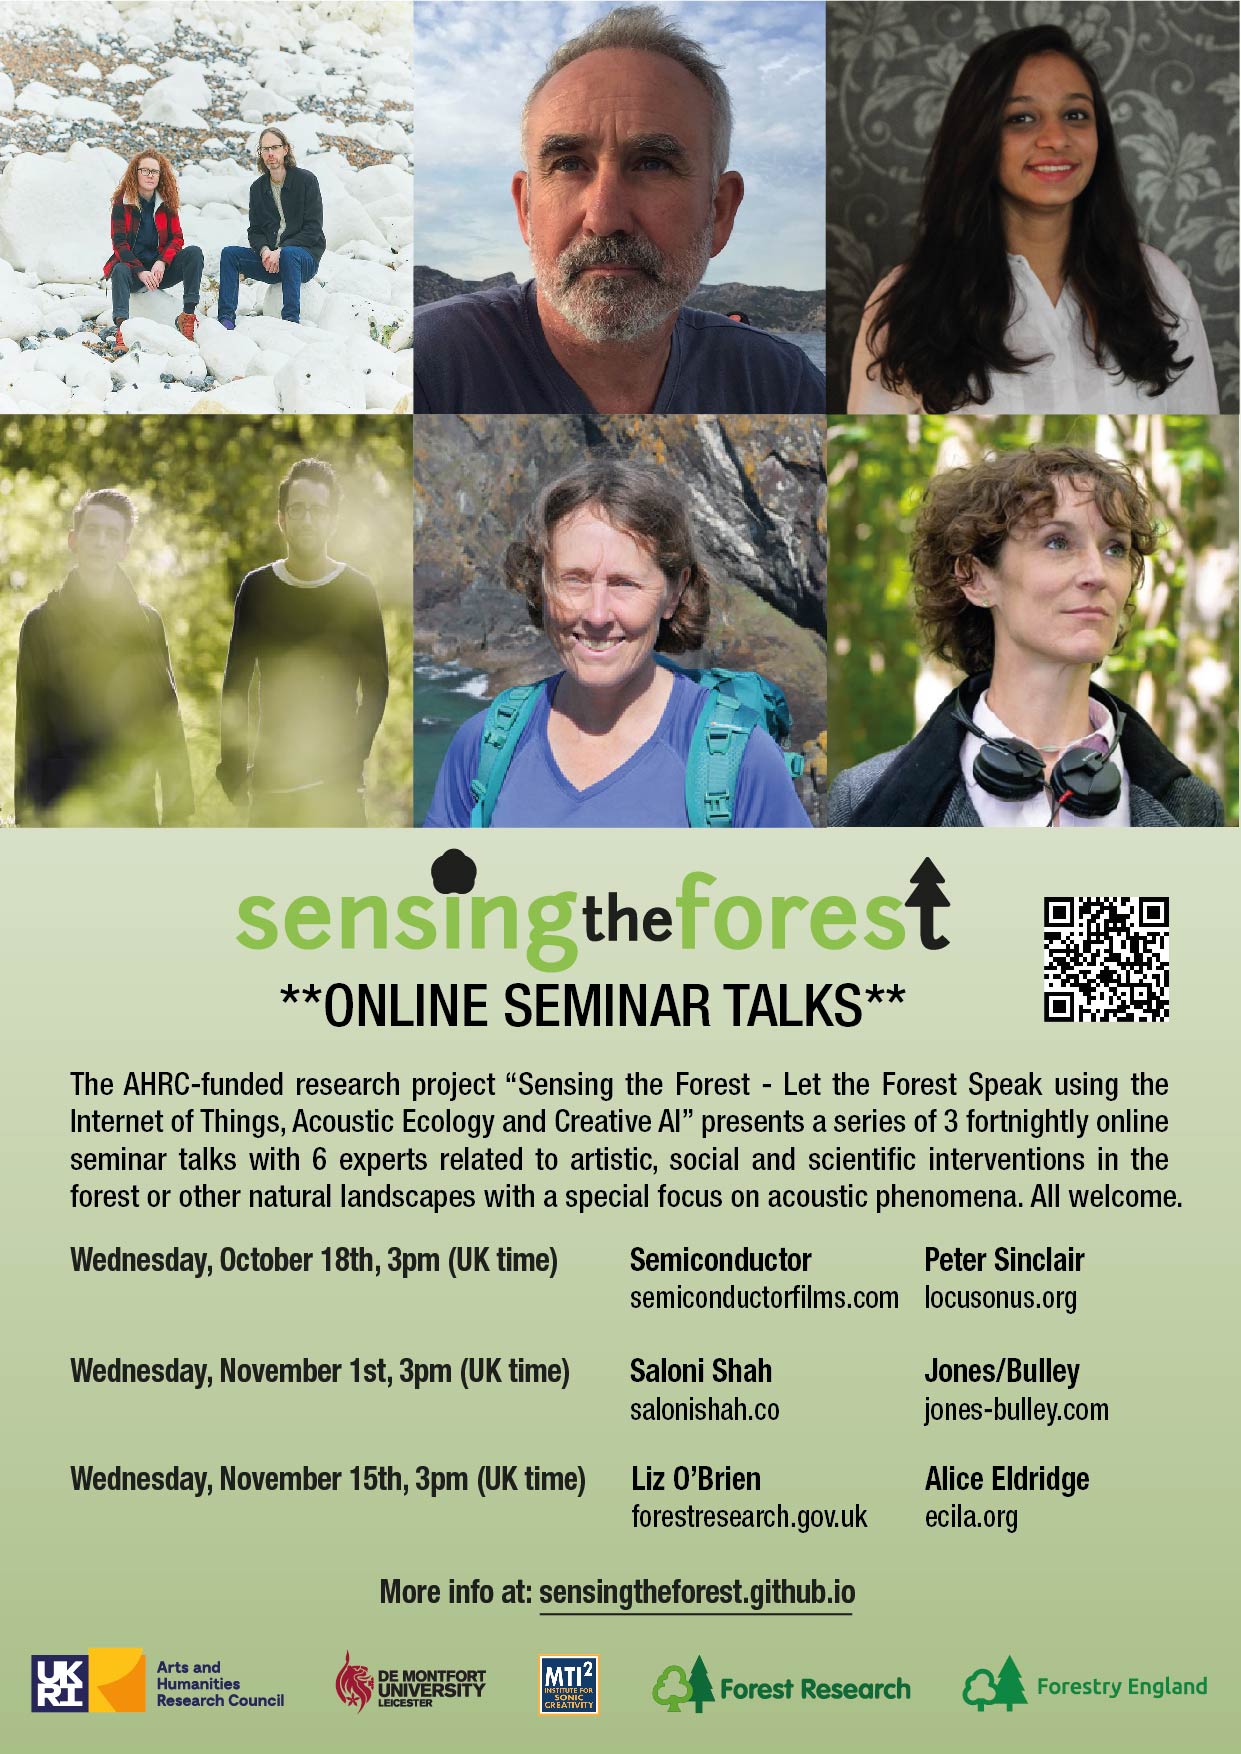 sensing the forest
**ONLINE SEMINAR TALKS**
The AHRC-funded research project “Sensing the Forest - Let the Forest Speak using the
Internet of Things, Acoustic Ecology and Creative AI” presents a series of 3 fortnightly online
seminar talks with 6 experts related to artistic, social and scientific interventions in the
forest or other natural landscapes with a special focus on acoustic phenomena. All welcome.
Wednesday, October 18th, 3pm (UK time) Semiconductor Peter Sinclair
semiconductorfilms.com locusonus.org
Wednesday, November 1st, 3pm (UK time) Saloni Shah Jones/Bulley
salonishah.co jones-bulley.com
Wednesday, November 15th, 3pm (UK time) Liz O’Brien Alice Eldridge
forestresearch.gov.uk ecila.org
More info at: sensingtheforest.github.io
UKRI
Arts and
Humanities
Research Council
DE MONTFORT
UNIVERSITY
LEICESTER
MTI2
INSTITUTE FOR
SONIC
CREATIVITY
Forest Research
Forestry England